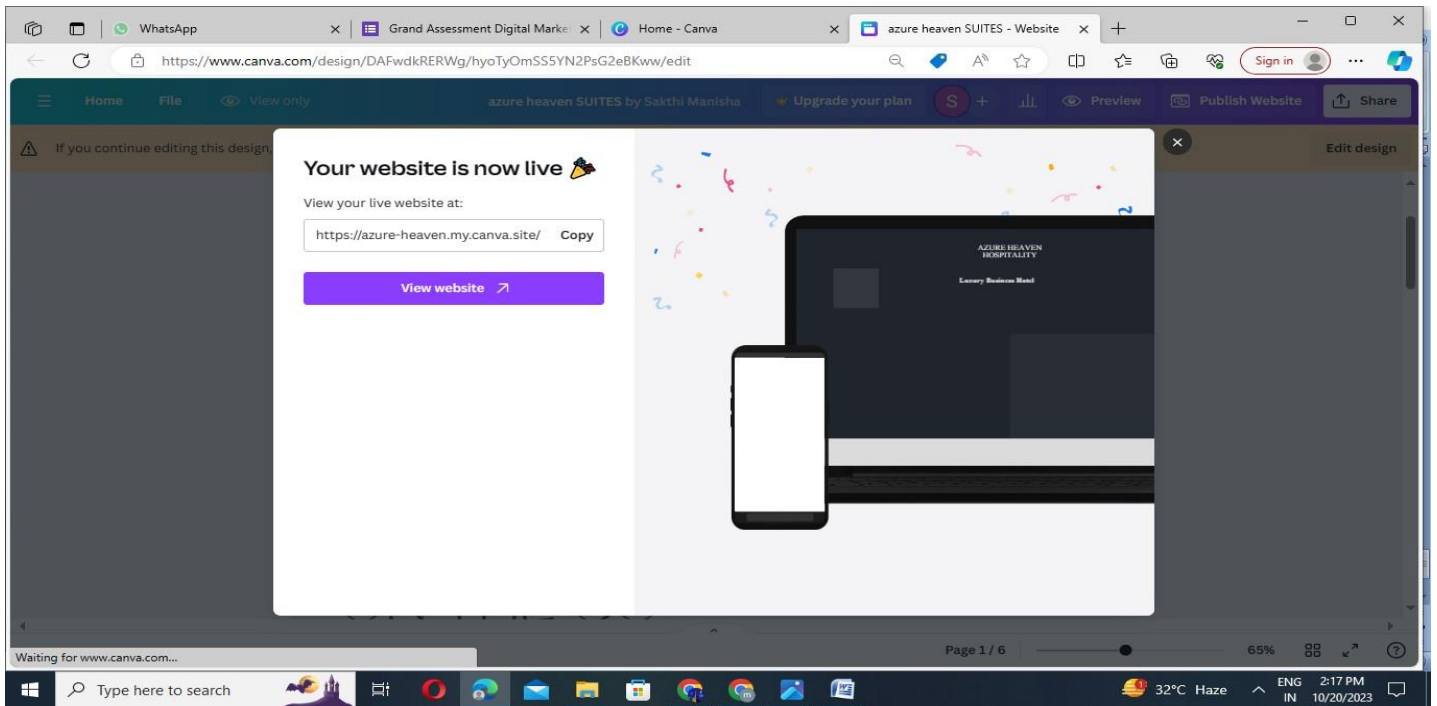 WhatsApp
Grand Assessment Digital Marke
Home - Canva
azure heaven SUITES - Website
https://www.canva.com/design/DAFwdkRERWg/hyoTyOmSS5YN2PsG2eBKww/edit
Sign in
Home File View only azure heaven SUITES by Sakthi Manisha Upgrade your plan S + Preview Publish Website Share
If you continue editing this design, Edit design
Your website is now live
View your live website at:
https://azure-heaven.my.canva.site/ Copy
View website
AZURE HEAVEN
HOSPITALITY
Luxury Business Hotel
Page 1 / 6 65%
Waiting for www.canva.com...
Type here to search
32°C Haze
ENG
IN
2:17 PM
10/20/2023